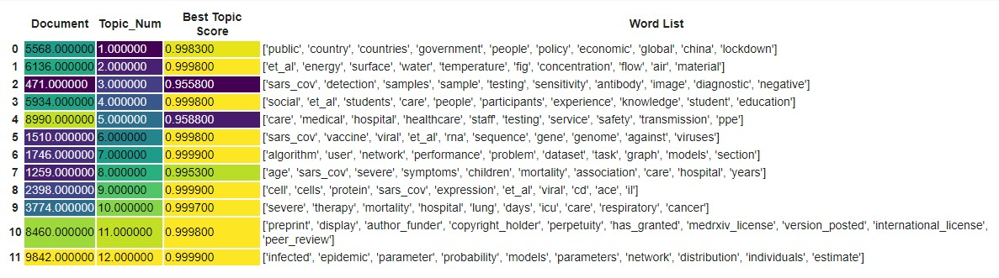 Document Topic_Num Best Topic Score Word List
0 5568.000000 1.000000 0.998300 ['public', 'country', 'countries', 'government', 'people', 'policy', 'economic', 'global', 'china', 'lockdown']
1 6136.000000 2.000000 0.999800 ['et_al', 'energy', 'surface', 'water', 'temperature', 'fig', 'concentration', 'flow', 'air', 'material']
2 471.000000 3.000000 0.955800 ['sars_cov', 'detection', 'samples', 'sample', 'testing', 'sensitivity', 'antibody', 'image', 'diagnostic', 'negative']
3 5934.000000 4.000000 0.999800 ['social', 'et_al', 'students', 'care', 'people', 'participants', 'experience', 'knowledge', 'student', 'education']
4 8990.000000 5.000000 0.958800 ['care', 'medical', 'hospital', 'healthcare', 'staff', 'testing', 'service', 'safety', 'transmission', 'ppe']
5 1510.000000 6.000000 0.999800 ['sars_cov', 'vaccine', 'viral', 'et_al', 'rna', 'sequence', 'gene', 'genome', 'against', 'viruses']
6 1746.000000 7.000000 0.999900 ['algorithm', 'user', 'network', 'performance', 'problem', 'dataset', 'task', 'graph', 'models', 'section']
7 1259.000000 8.000000 0.995300 ['age', 'sars_cov', 'severe', 'symptoms', 'children', 'mortality', 'association', 'care', 'hospital', 'years']
8 2398.000000 9.000000 0.999900 ['cell', 'cells', 'protein', 'sars_cov', 'expression', 'et_al', 'viral', 'cd', 'ace', 'il']
9 3774.000000 10.000000 0.999700 ['severe', 'therapy', 'mortality', 'hospital', 'lung', 'days', 'icu', 'care', 'respiratory', 'cancer']
10 8460.000000 11.000000 0.999800 ['preprint', 'display', 'author_funder', 'copyright_holder', 'perpetuity', 'has_granted', 'medrxiv_license', 'version_posted', 'international_license',
'peer_review']
11 9842.000000 12.000000 0.999900 ['infected', 'epidemic', 'parameter', 'probability', 'models', 'parameters', 'network', 'distribution', 'individuals', 'estimate']